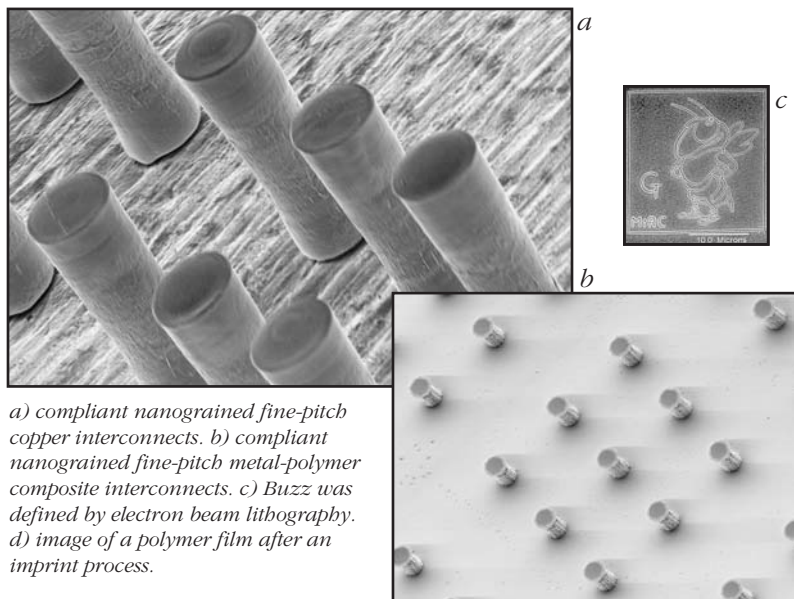 a
c
G
MiRC
10.0 Microns
b
a) compliant nanograined fine-pitch
copper interconnects. b) compliant
nanograined fine-pitch metal-polymer
composite interconnects. c) Buzz was
defined by electron beam lithography.
d) image of a polymer film after an
imprint process.